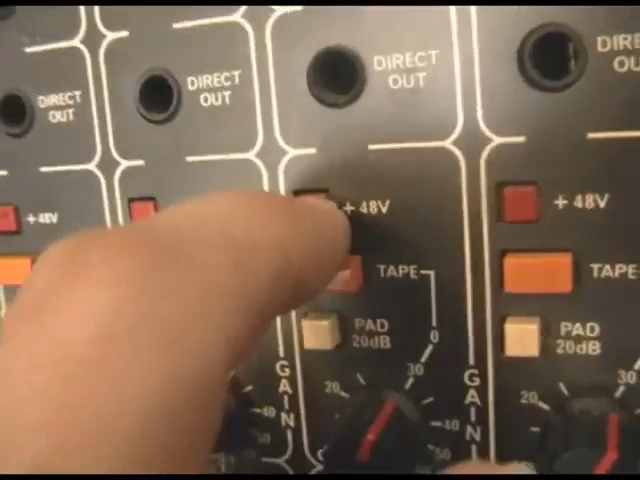 DIRECT
OUT
DIRECT
OUT
DIRECT
OUT
+48V
+48V
+48V
TAPE
TAPE
PAD
20dB
PAD
20dB
0
30
30
20
20
40
40
50
GAIN
GAIN